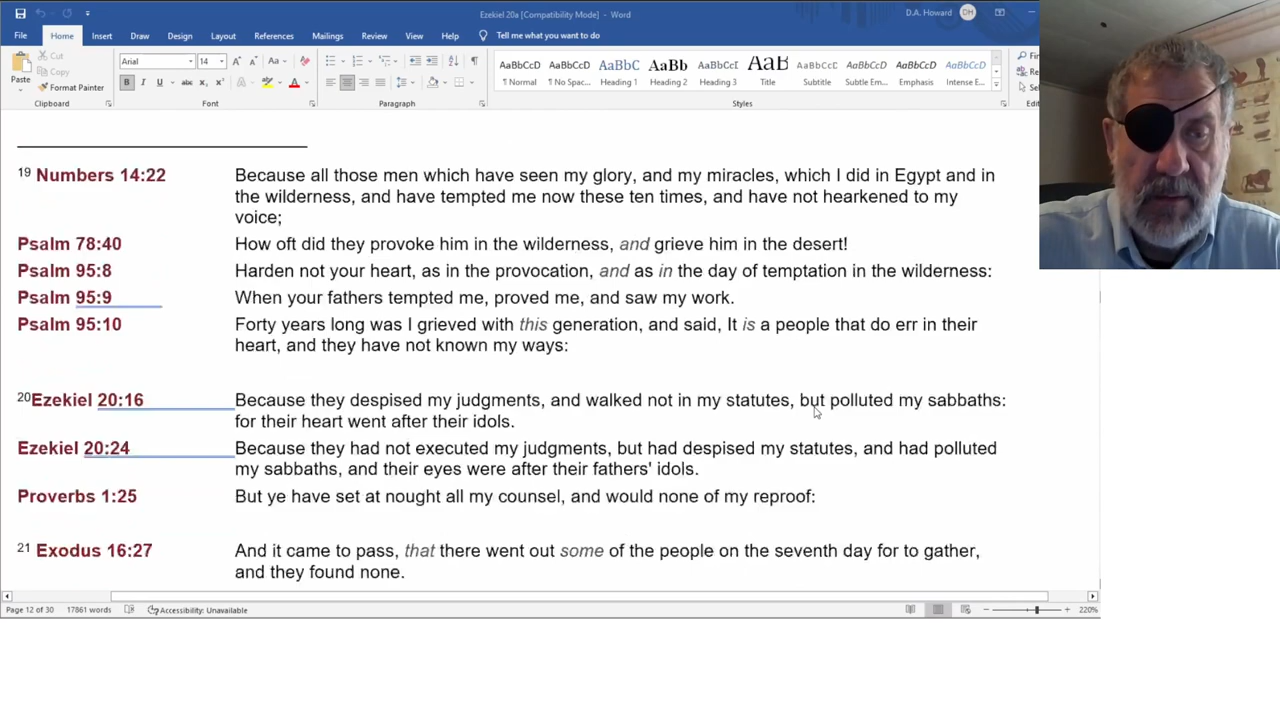 Ezekiel 20a [Compatibility Mode] - Word
D.A. Howard DH
File Home Insert Draw Design Layout References Mailings Review View Help Tell me what you want to do
Paste Cut Copy Format Painter
Arial 14
AaBbCcD AaBbCcD AaBbC AaBb AaBbCcI AaB AaBbCcD AaBbCcD AaBbCcD AaBbCcD
¶ Normal ¶ No Spac... Heading 1 Heading 2 Heading 3 Title Subtitle Subtle Em... Emphasis Intense E...
Clipboard Font Paragraph Styles
19 Numbers 14:22 Because all those men which have seen my glory, and my miracles, which I did in Egypt and in
the wilderness, and have tempted me now these ten times, and have not hearkened to my
voice;
Psalm 78:40 How oft did they provoke him in the wilderness, and grieve him in the desert!
Psalm 95:8 Harden not your heart, as in the provocation, and as in the day of temptation in the wilderness:
Psalm 95:9 When your fathers tempted me, proved me, and saw my work.
Psalm 95:10 Forty years long was I grieved with this generation, and said, It is a people that do err in their
heart, and they have not known my ways:
20Ezekiel 20:16 Because they despised my judgments, and walked not in my statutes, but polluted my sabbaths:
for their heart went after their idols.
Ezekiel 20:24 Because they had not executed my judgments, but had despised my statutes, and had polluted
my sabbaths, and their eyes were after their fathers' idols.
Proverbs 1:25 But ye have set at nought all my counsel, and would none of my reproof:
21 Exodus 16:27 And it came to pass, that there went out some of the people on the seventh day for to gather,
and they found none.
Page 12 of 30 17861 words Accessibility: Unavailable 220%